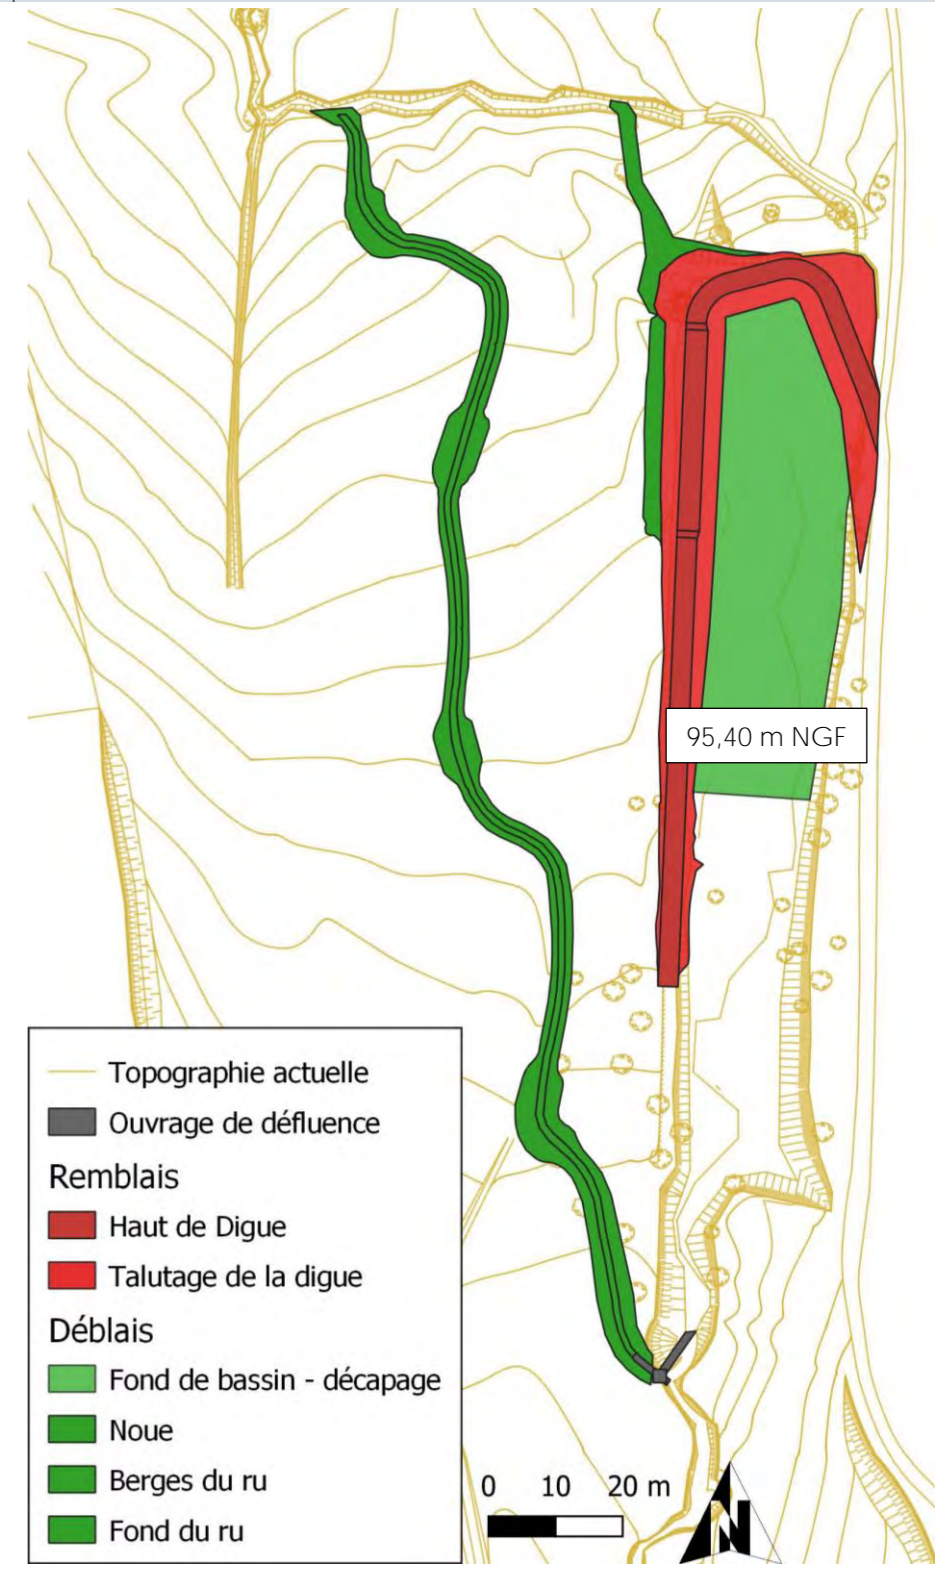 95,40 m NGF
Topographie actuelle
Ouvrage de défluence
Remblais
Haut de Digue
Talutage de la digue
Déblais
Fond de bassin - décapage
Noue
Berges du ru
Fond du ru
0 10 20 m
N